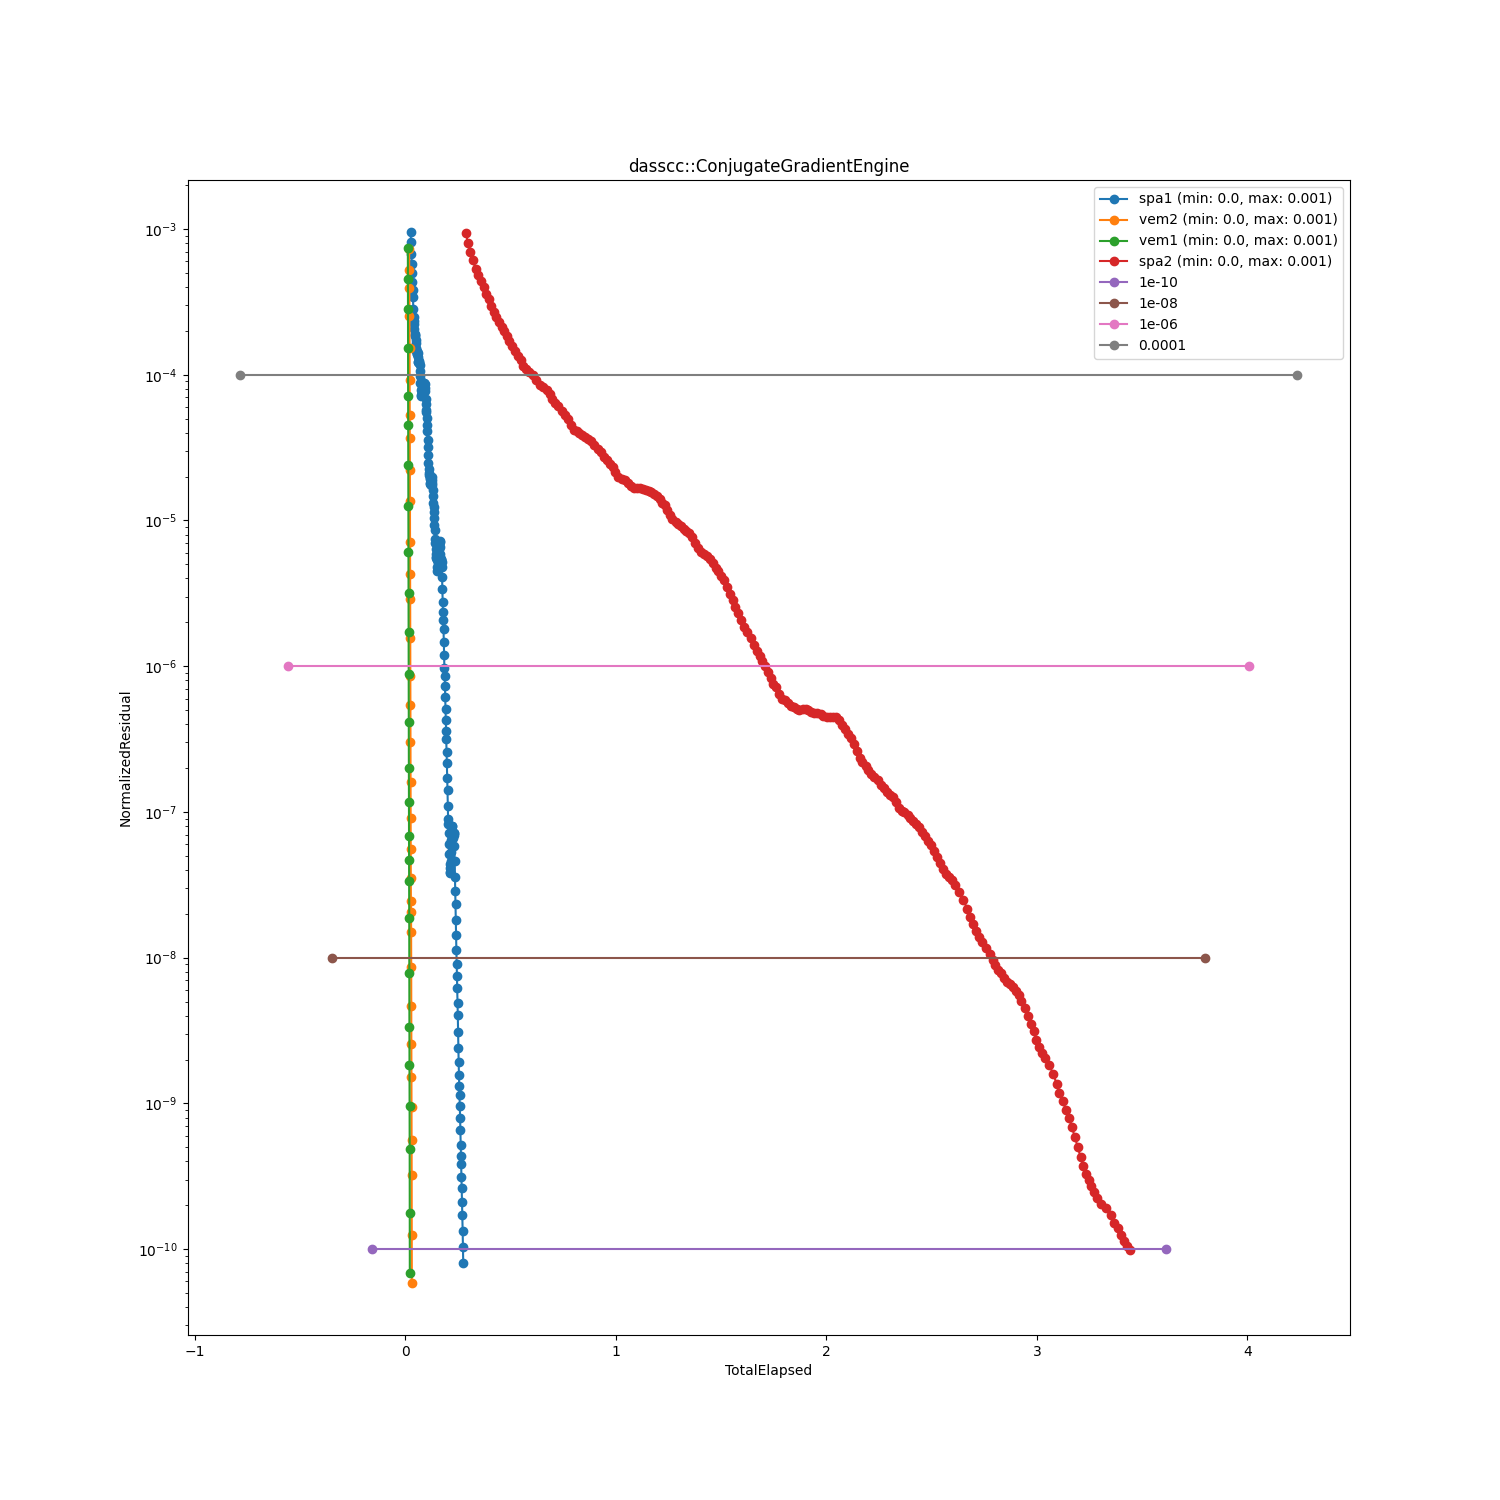 dasscc::ConjugateGradientEngine
spa1 (min: 0.0, max: 0.001)
vem2 (min: 0.0, max: 0.001)
vem1 (min: 0.0, max: 0.001)
spa2 (min: 0.0, max: 0.001)
1e-10
1e-08
1e-06
0.0001
10⁻³
10⁻⁴
10⁻⁵
10⁻⁶
10⁻⁷
10⁻⁸
10⁻⁹
10⁻¹⁰
NormalizedResidual
−1 0 1 2 3 4
TotalElapsed